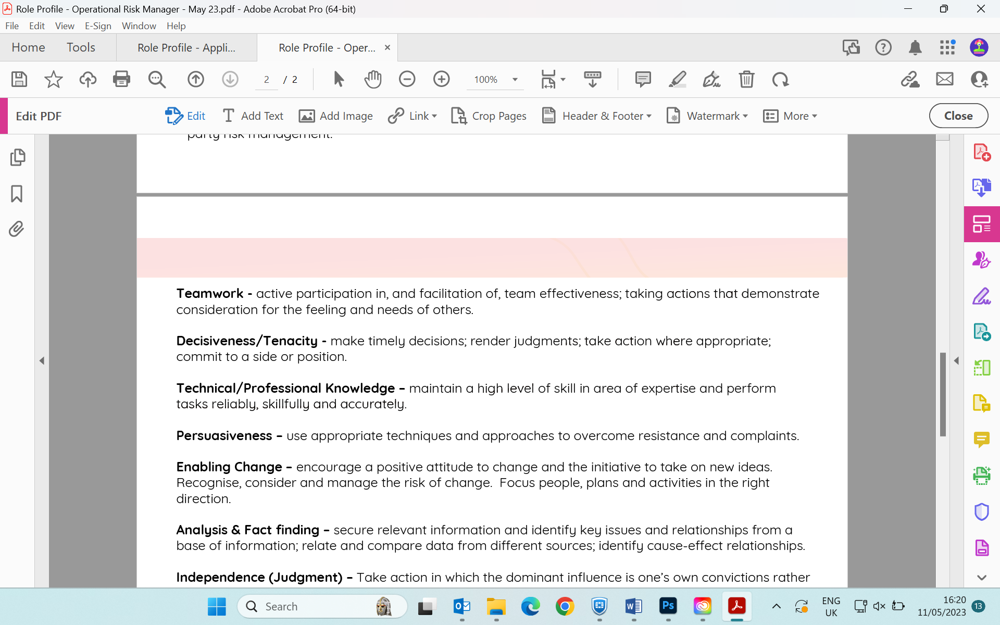 Role Profile - Operational Risk Manager - May 23.pdf - Adobe Acrobat Pro (64-bit)
File Edit View E-Sign Window Help
Home Tools Role Profile - Appli... Role Profile - Oper... ×
2 / 2 100%
Edit PDF Edit Add Text Add Image Link Crop Pages Header & Footer Watermark More Close
party risk management.
Teamwork - active participation in, and facilitation of, team effectiveness; taking actions that demonstrate
consideration for the feeling and needs of others.
Decisiveness/Tenacity - make timely decisions; render judgments; take action where appropriate;
commit to a side or position.
Technical/Professional Knowledge – maintain a high level of skill in area of expertise and perform
tasks reliably, skillfully and accurately.
Persuasiveness – use appropriate techniques and approaches to overcome resistance and complaints.
Enabling Change – encourage a positive attitude to change and the initiative to take on new ideas.
Recognise, consider and manage the risk of change.  Focus people, plans and activities in the right
direction.
Analysis & Fact finding – secure relevant information and identify key issues and relationships from a
base of information; relate and compare data from different sources; identify cause-effect relationships.
Independence (Judgment) – Take action in which the dominant influence is one's own convictions rather
Search
Ps
ENG
UK
16:20
11/05/2023
13